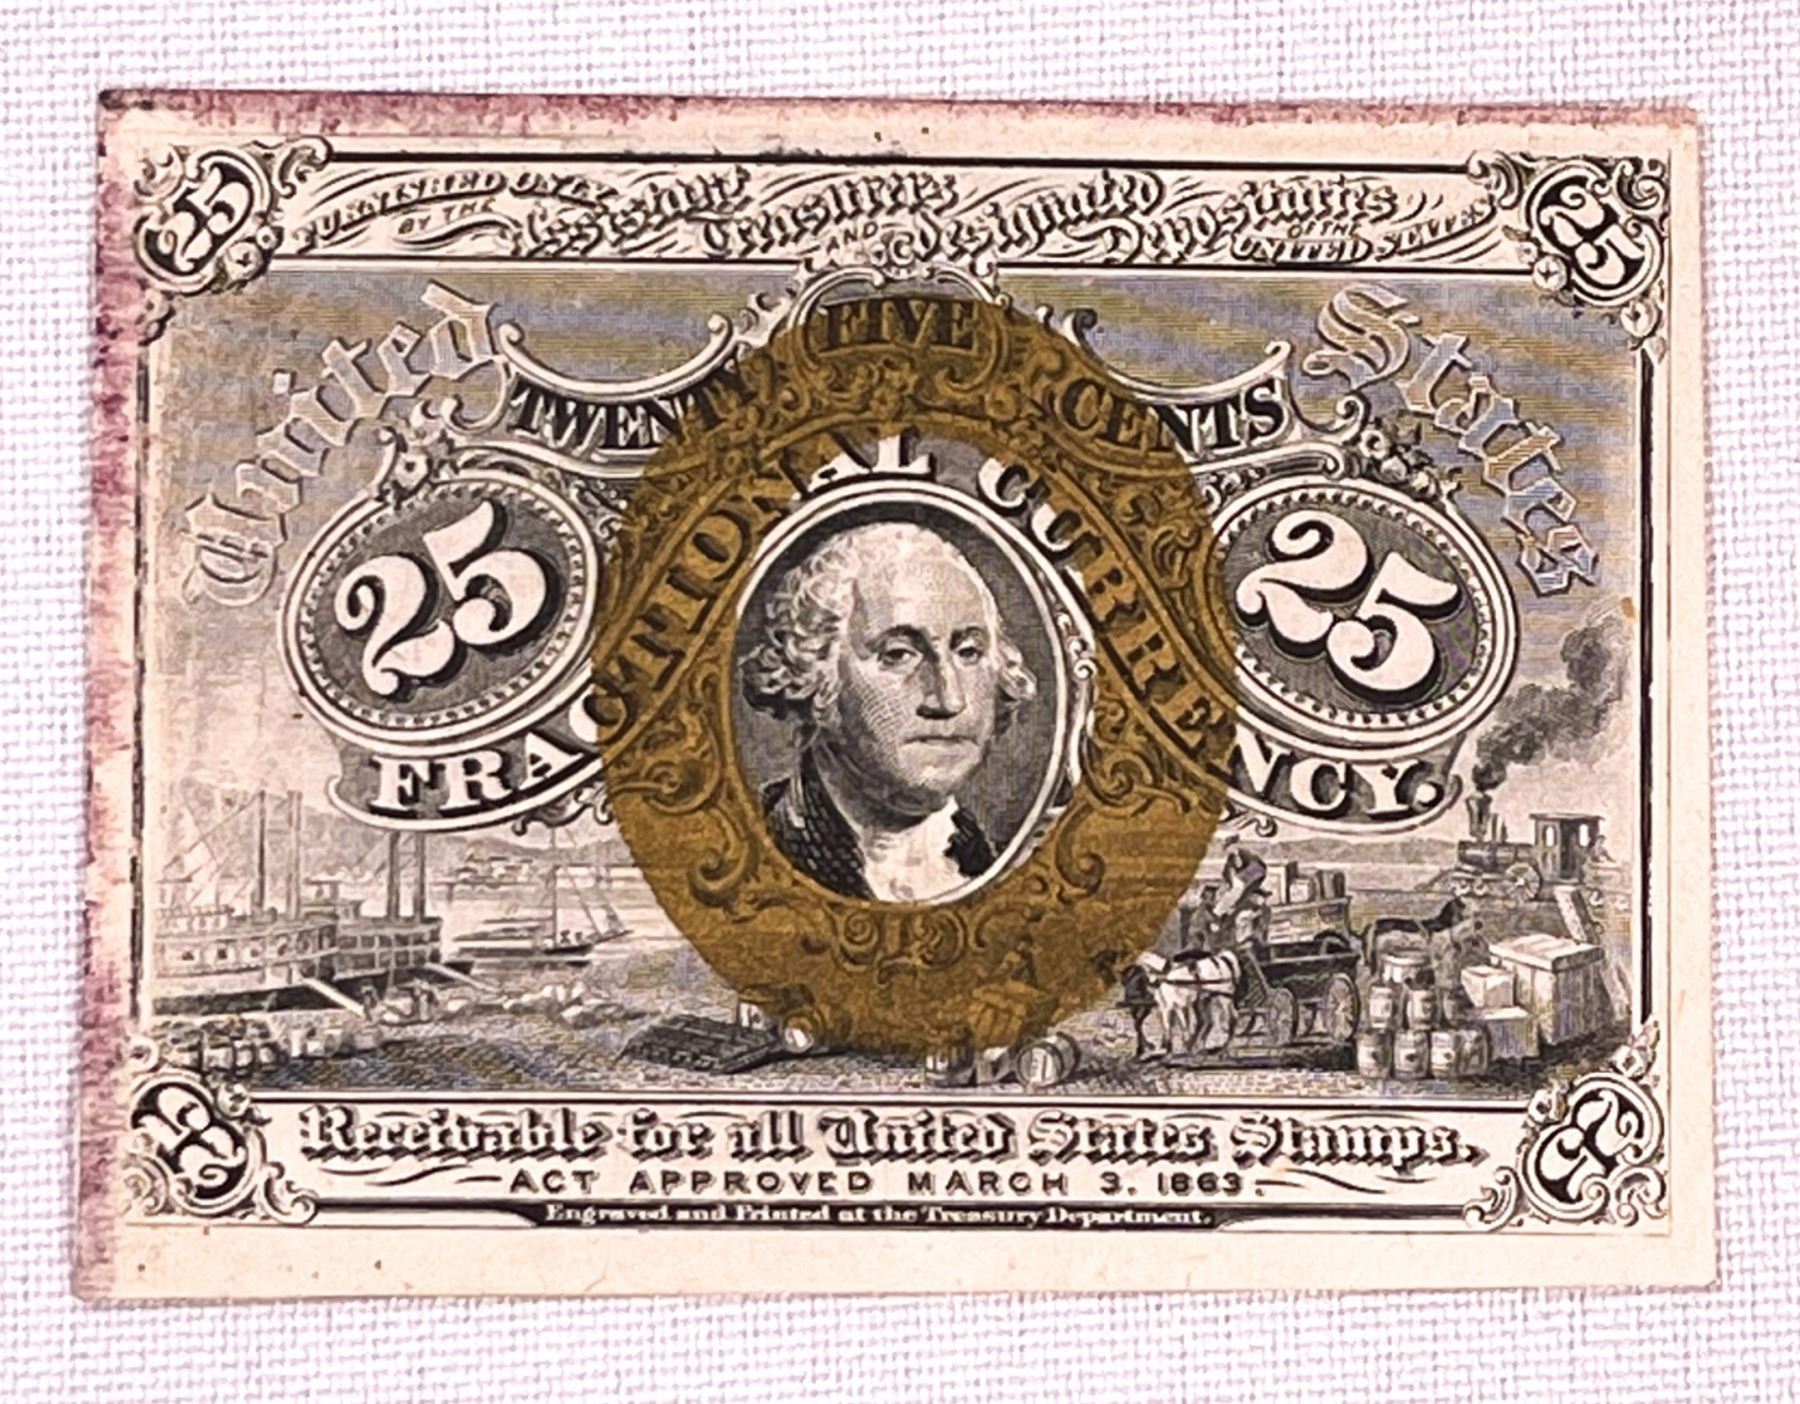 25 FURNISHED ONLY BY THE Assistant Treasurers AND Designated Depositaries OF THE UNITED STATES 25
United States
TWENTY FIVE CENTS
25 25
FRACTIONAL CURRENCY.
25 Receivable for all United States Stamps. 25
ACT APPROVED MARCH 3. 1863.
Engraved and Printed at the Treasury Department.